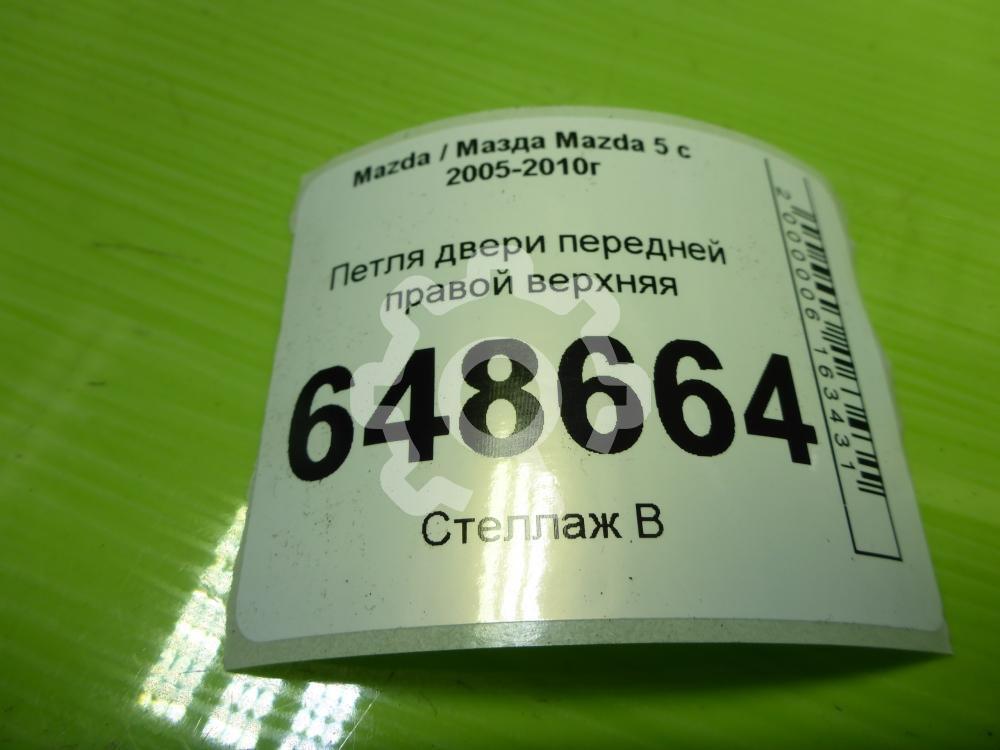 Mazda / Мазда Mazda 5 с
2005-2010г
Петля двери передней
правой верхняя
648664
Стеллаж В
2000006163431